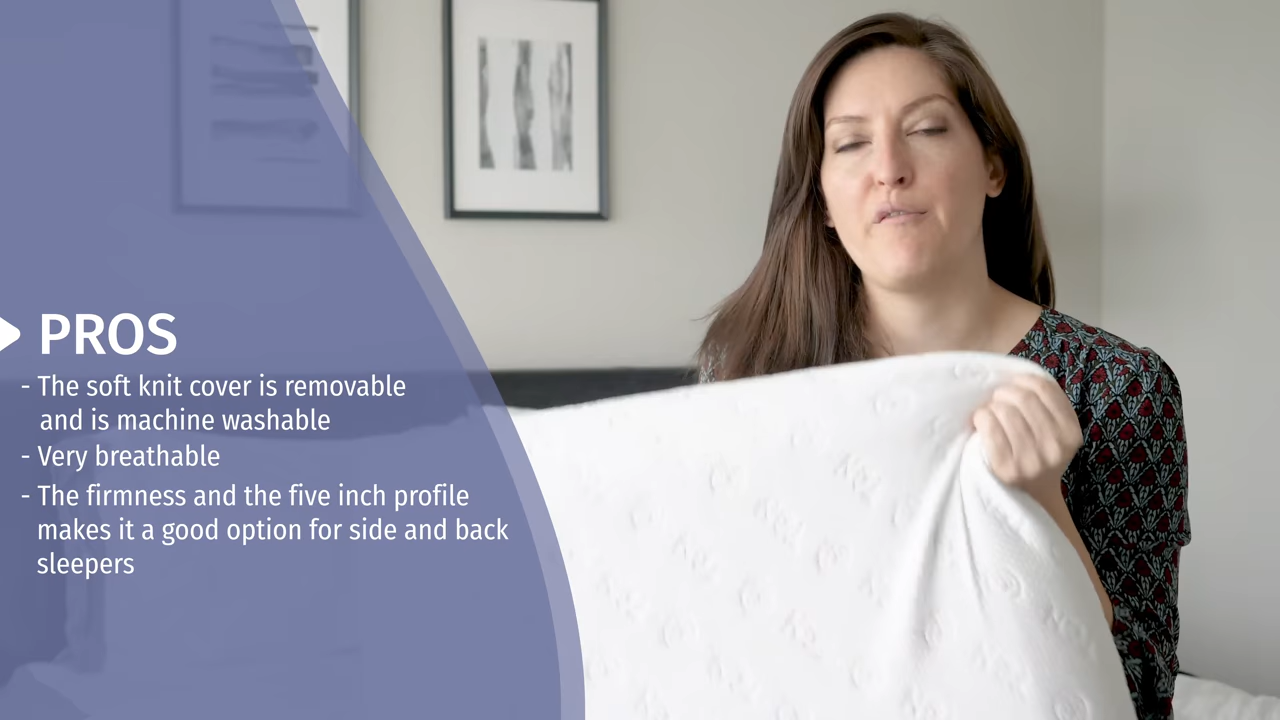 PROS
- The soft knit cover is removable
and is machine washable
- Very breathable
- The firmness and the five inch profile
makes it a good option for side and back
sleepers